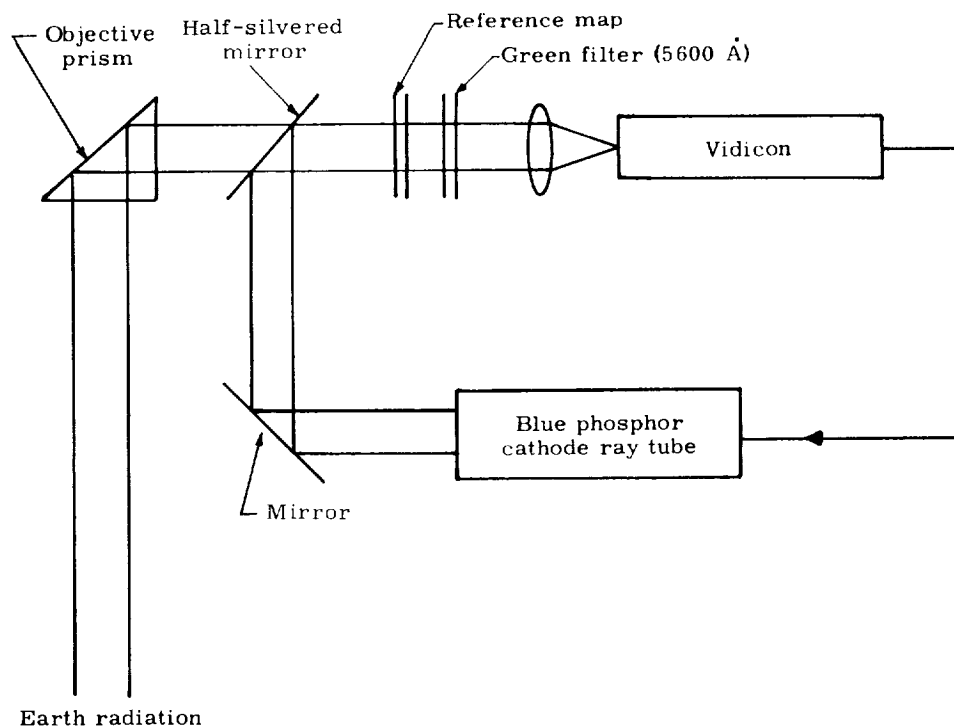 Objective
prism
Half-silvered
mirror
Reference map
Green filter (5600 Å)
Vidicon
Blue phosphor
cathode ray tube
Mirror
Earth radiation